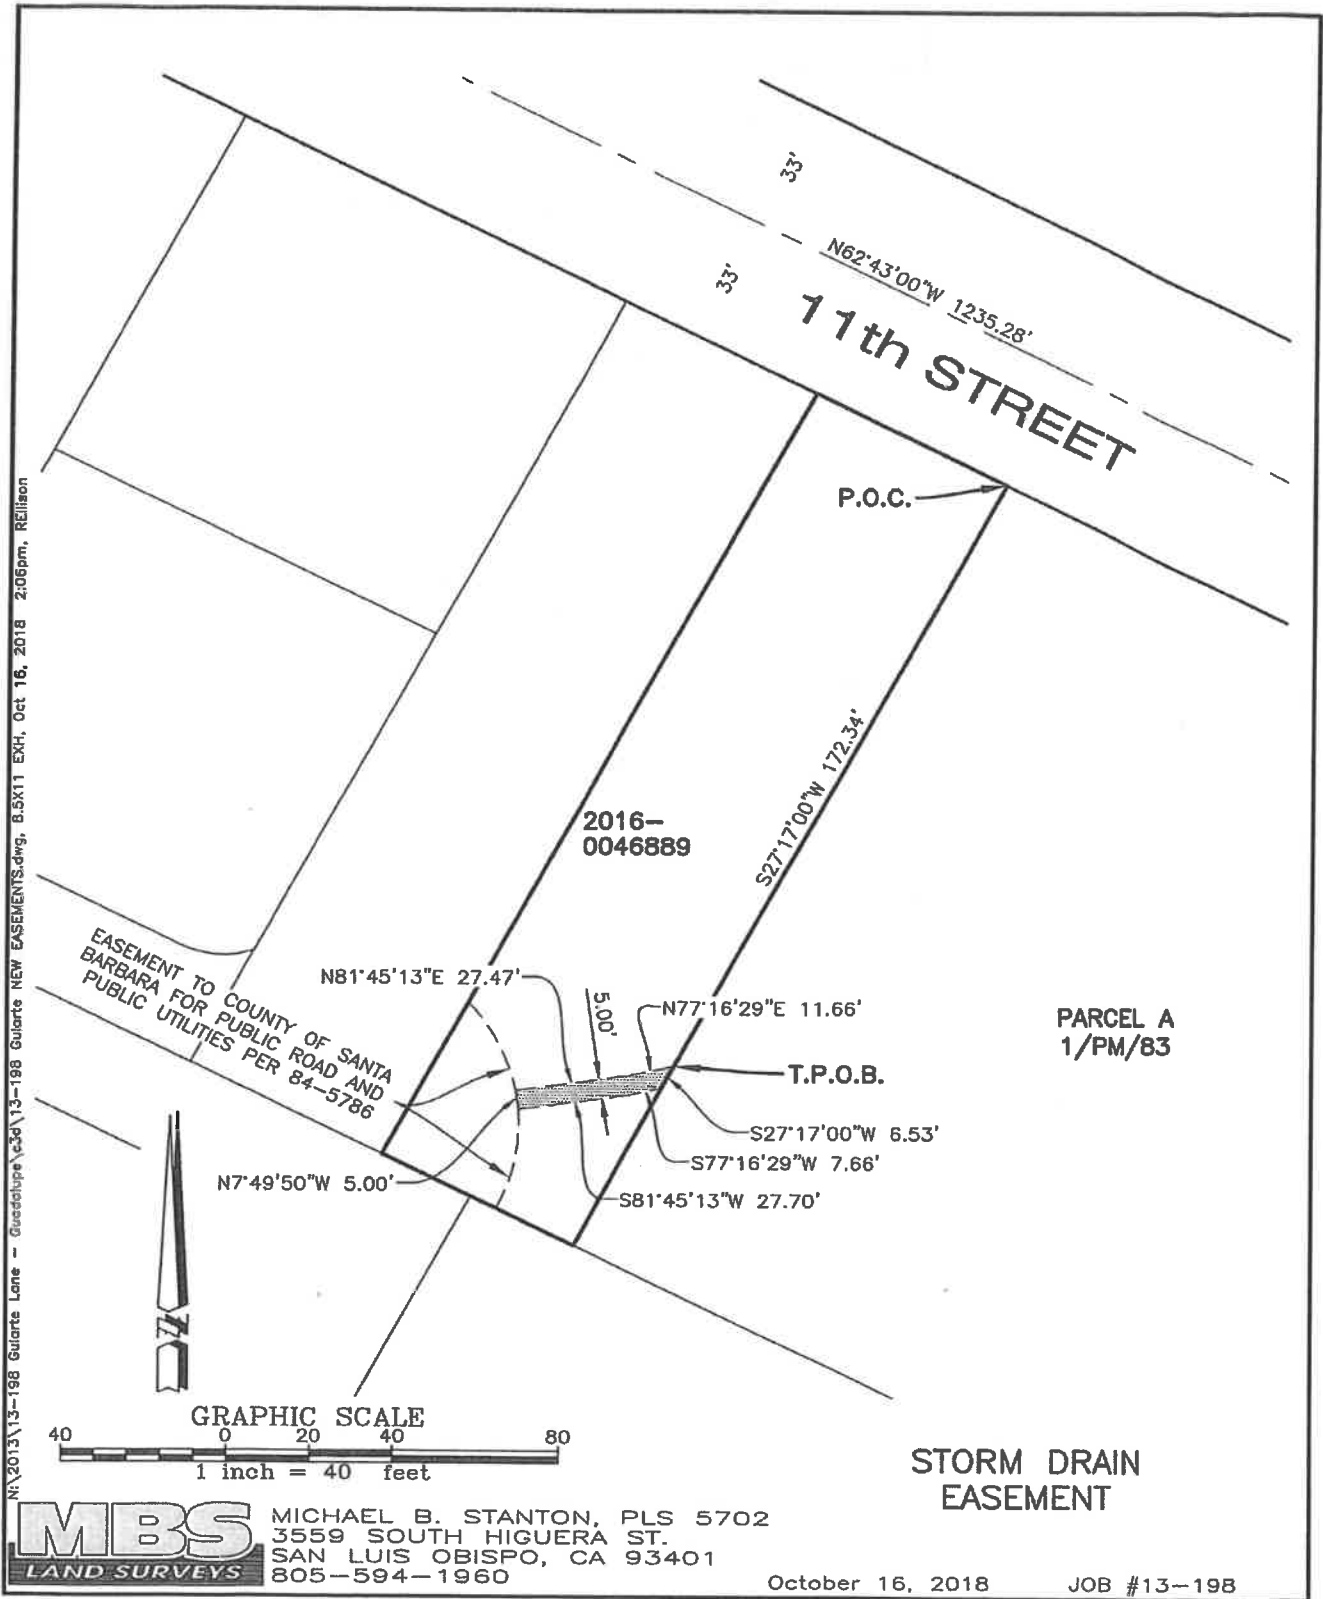 33'
33'
N62°43'00"W 1235.28'
11th STREET
P.O.C.
S27°17'00"W 172.34'
2016-
0046889
EASEMENT TO COUNTY OF SANTA
BARBARA FOR PUBLIC ROAD AND
PUBLIC UTILITIES PER 84-5786
N81°45'13"E 27.47'
5.00'
N77°16'29"E 11.66'
PARCEL A
1/PM/83
T.P.O.B.
S27°17'00"W 6.53'
S77°16'29"W 7.66'
N7°49'50"W 5.00'
S81°45'13"W 27.70'
N
GRAPHIC SCALE
40 0 20 40 80
1 inch = 40 feet
STORM DRAIN
EASEMENT
MBS
LAND SURVEYS
MICHAEL B. STANTON, PLS 5702
3559 SOUTH HIGUERA ST.
SAN LUIS OBISPO, CA 93401
805-594-1960
October 16, 2018 JOB #13-198
N:\2013\13-198 Gularte Lane - Guadalupe\c3d\13-198 Gularte NEW EASEMENTS.dwg, 8.5X11 EXH, Oct 16, 2018 2:06pm, REllison